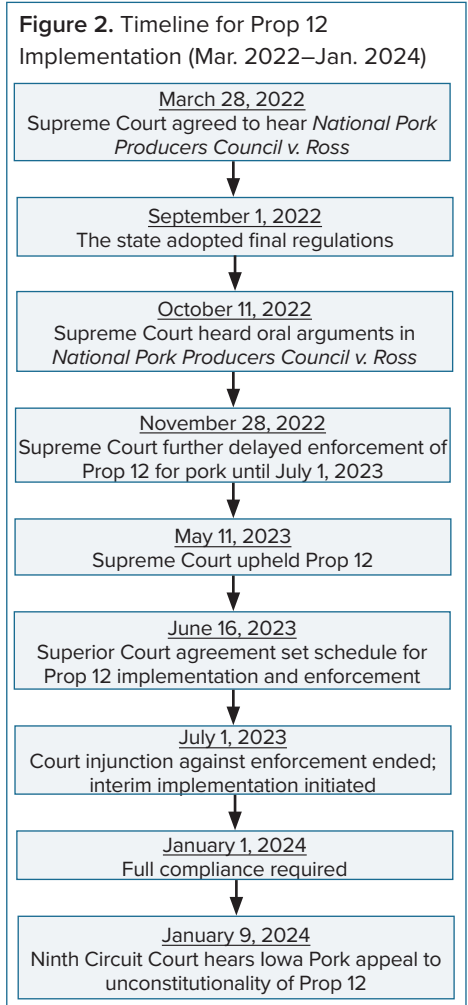 Figure 2. Timeline for Prop 12
Implementation (Mar. 2022–Jan. 2024)
March 28, 2022
Supreme Court agreed to hear National Pork
Producers Council v. Ross
September 1, 2022
The state adopted final regulations
October 11, 2022
Supreme Court heard oral arguments in
National Pork Producers Council v. Ross
November 28, 2022
Supreme Court further delayed enforcement of
Prop 12 for pork until July 1, 2023
May 11, 2023
Supreme Court upheld Prop 12
June 16, 2023
Superior Court agreement set schedule for
Prop 12 implementation and enforcement
July 1, 2023
Court injunction against enforcement ended;
interim implementation initiated
January 1, 2024
Full compliance required
January 9, 2024
Ninth Circuit Court hears Iowa Pork appeal to
unconstitutionality of Prop 12